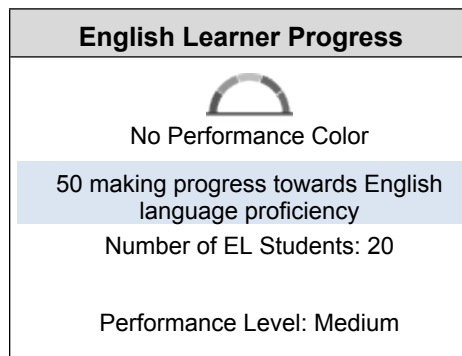 English Learner Progress
No Performance Color
50 making progress towards English
language proficiency
Number of EL Students: 20
Performance Level: Medium